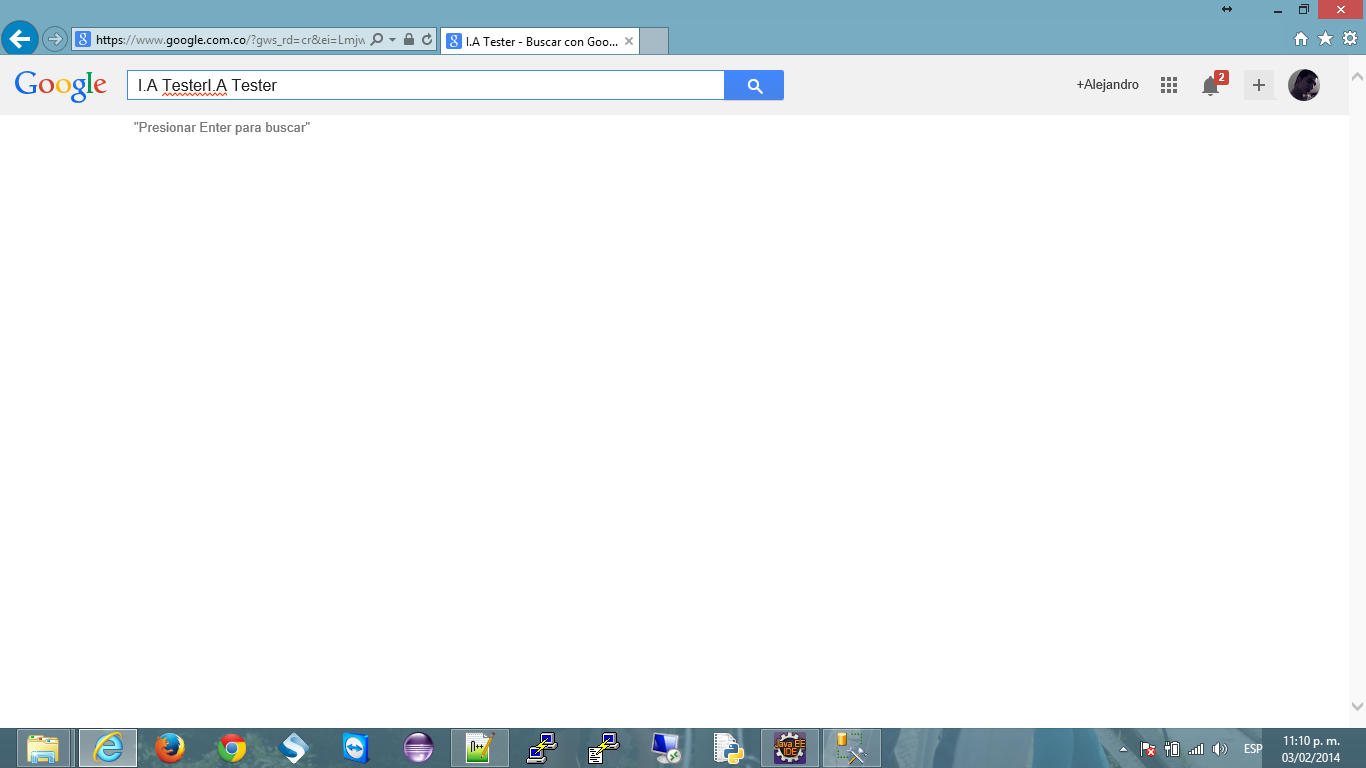 https://www.google.com.co/?gws_rd=cr&ei=Lmjw
I.A Tester - Buscar con Goo...
Google
I.A TesterI.A Tester
+Alejandro
2
"Presionar Enter para buscar"
Java EE
IDE
ESP
11:10 p. m.
03/02/2014